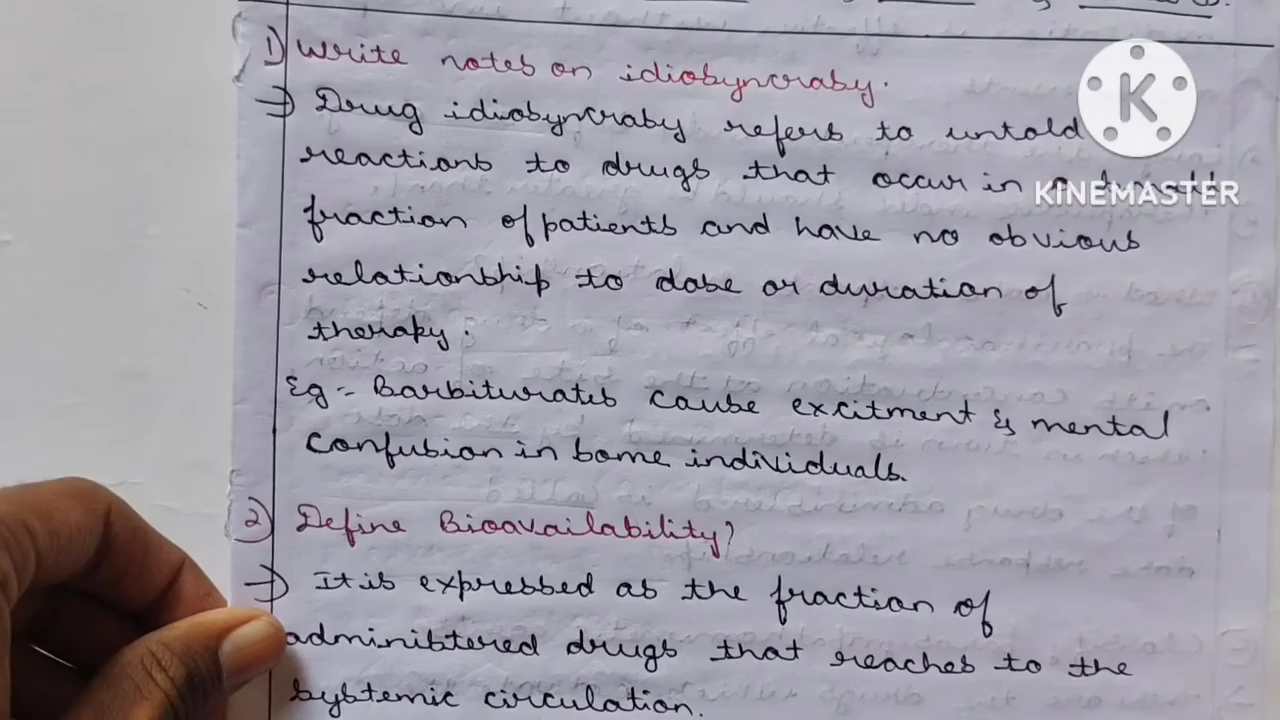 1) Write notes on idiosyncrasy.
→ Drug idiosyncrasy refers to untold
reactions to drugs that occur in a
fraction of patients and have no obvious
relationship to dose or duration of
therapy.
Eg:- Barbiturates cause excitment & mental
confusion in some individuals.
2) Define Bioavailability?
→ It is expressed as the fraction of
administered drugs that reaches to the
systemic circulation.
K
KINEMASTER